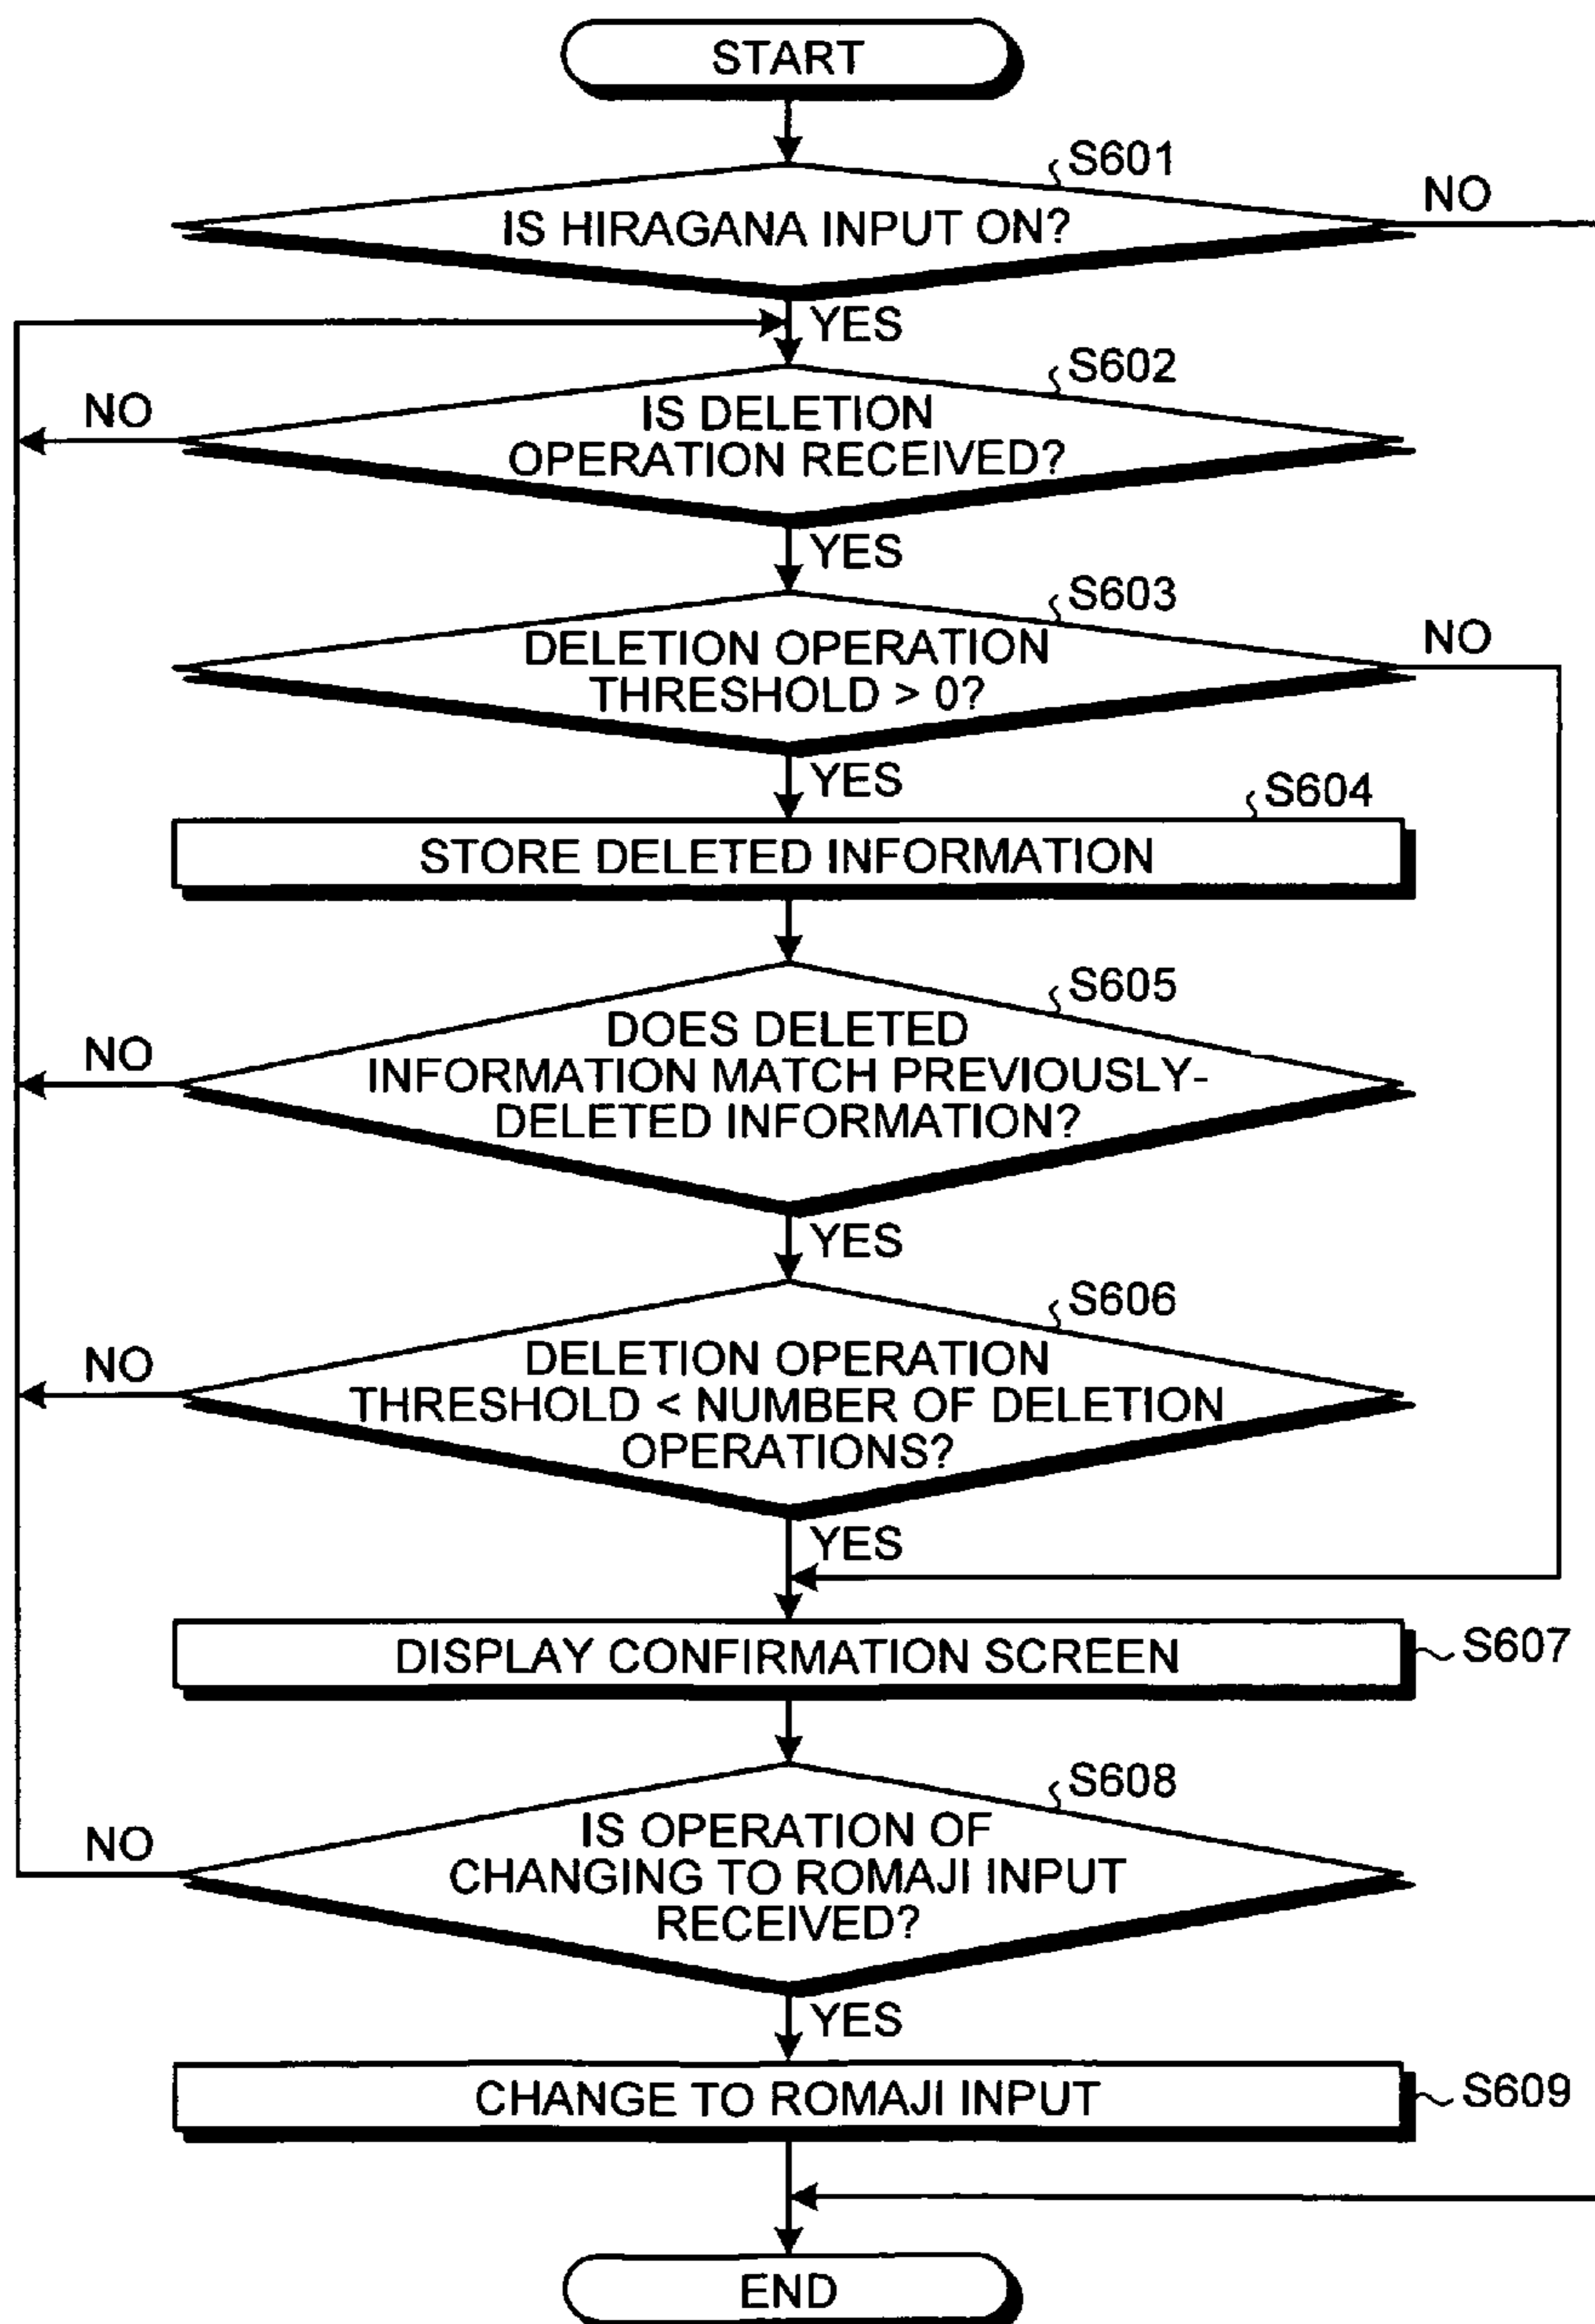 START
S601
IS HIRAGANA INPUT ON?
NO
YES
S602
NO
IS DELETION
OPERATION RECEIVED?
YES
S603
DELETION OPERATION
THRESHOLD > 0?
NO
YES
S604
STORE DELETED INFORMATION
S605
NO
DOES DELETED
INFORMATION MATCH PREVIOUSLY-
DELETED INFORMATION?
YES
S606
NO
DELETION OPERATION
THRESHOLD < NUMBER OF DELETION
OPERATIONS?
YES
DISPLAY CONFIRMATION SCREEN
S607
S608
NO
IS OPERATION OF
CHANGING TO ROMAJI INPUT
RECEIVED?
YES
CHANGE TO ROMAJI INPUT
S609
END